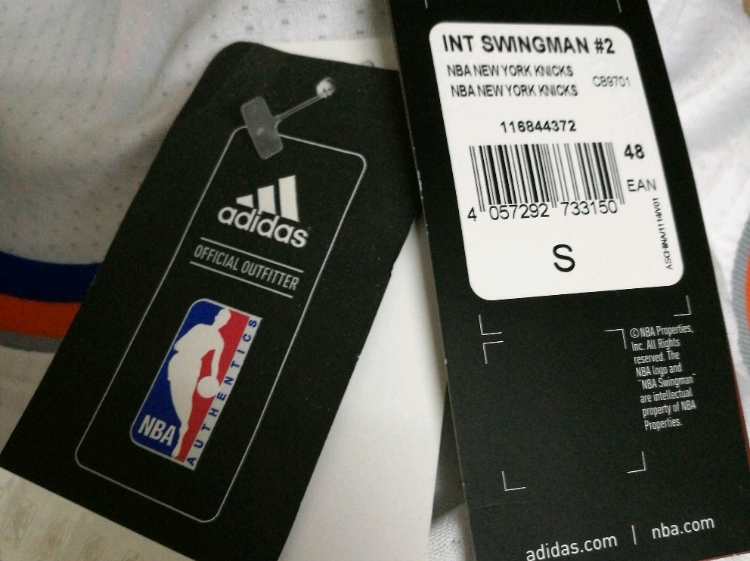 adidas
OFFICIAL OUTFITTER
NBA
AUTHENTICS
INT SWINGMAN #2
NBA NEW YORK KNICKS
NBA NEW YORK KNICKS
CB9701
116844372
48
EAN
4 057292 733150
S
©NBA Properties,
Inc. All Rights
reserved. The
NBA logo and
"NBA Swingman"
are intellectual
property of NBA
Properties.
adidas.com | nba.com